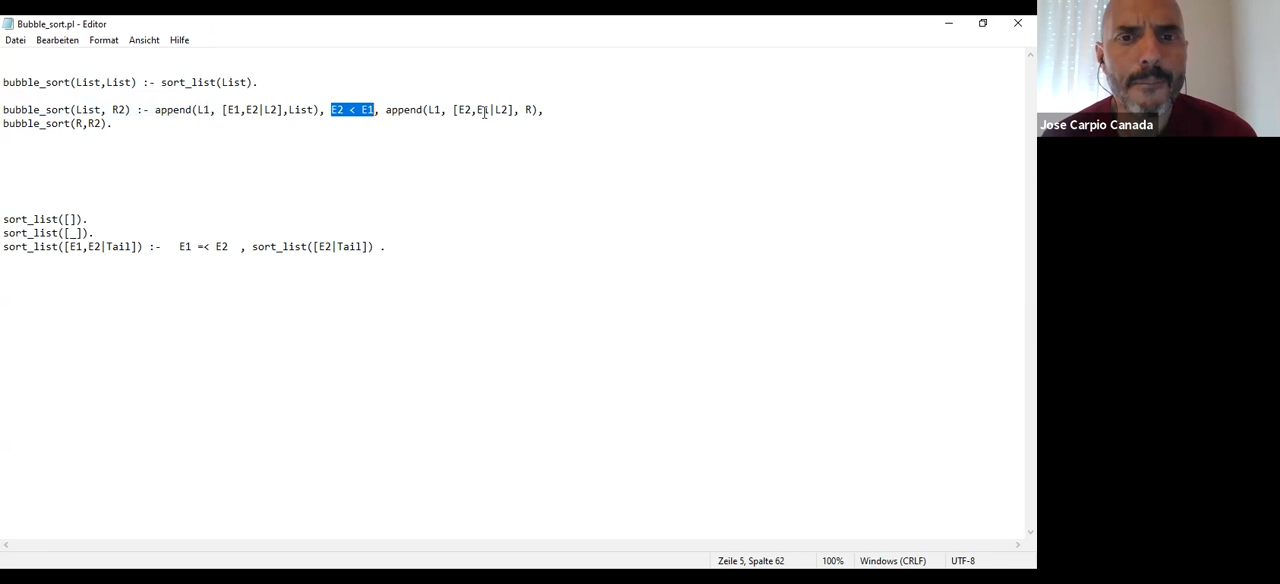 Bubble_sort.pl - Editor
Datei Bearbeiten Format Ansicht Hilfe
bubble_sort(List,List) :- sort_list(List).
bubble_sort(List, R2) :- append(L1, [E1,E2|L2],List), E2 < E1, append(L1, [E2,E1|L2], R),
bubble_sort(R,R2).
sort_list([]).
sort_list([_]).
sort_list([E1,E2|Tail]) :- E1 =< E2 , sort_list([E2|Tail]) .
Jose Carpio Canada
Zeile 5, Spalte 62 100% Windows (CRLF) UTF-8